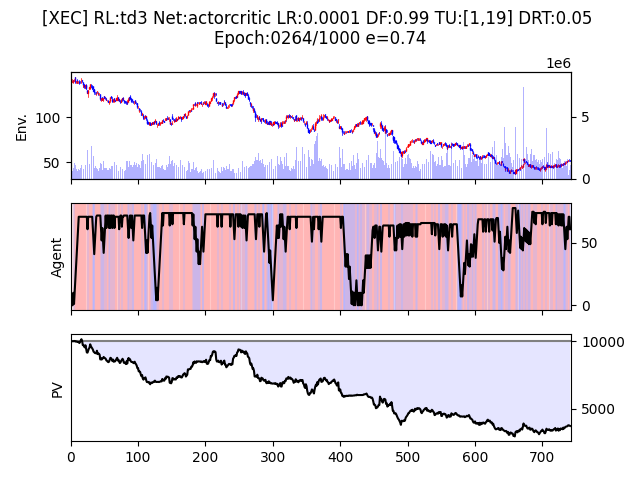 [XEC] RL:td3 Net:actorcritic LR:0.0001 DF:0.99 TU:[1,19] DRT:0.05
Epoch:0264/1000 e=0.74
1e6
Env.
100
50
5
0
Agent
50
0
PV
10000
5000
0 100 200 300 400 500 600 700